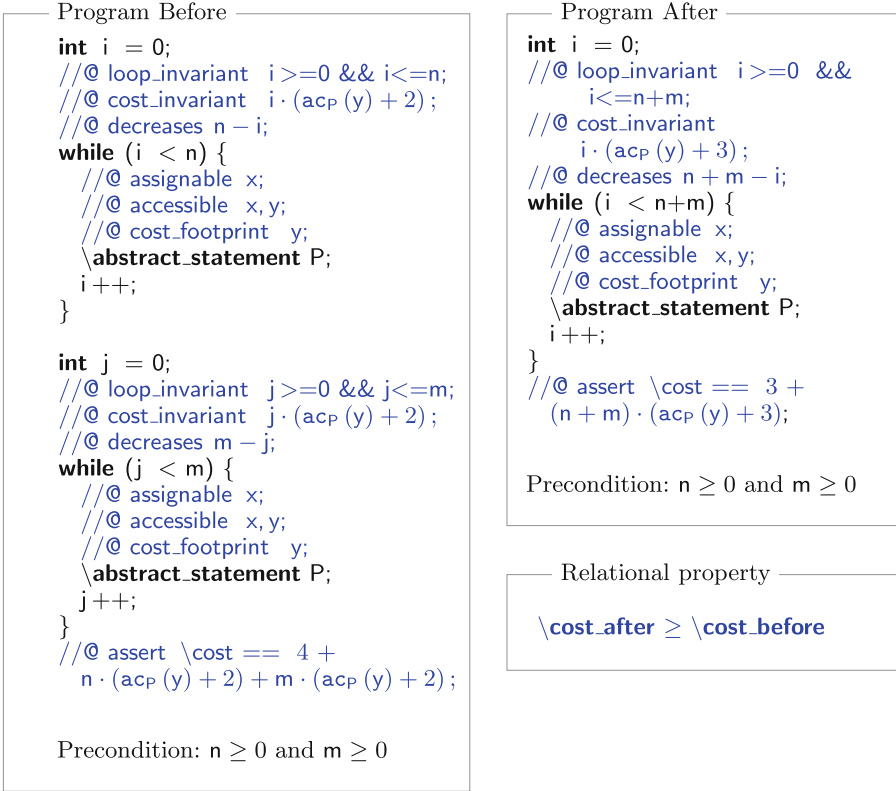 Program Before
int i = 0;
//@ loop_invariant i >=0 && i<=n;
//@ cost_invariant i · (acP (y) + 2) ;
//@ decreases n − i;
while (i < n) {
//@ assignable x;
//@ accessible x, y;
//@ cost_footprint y;
\abstract_statement P;
i ++;
}
int j = 0;
//@ loop_invariant j >=0 && j<=m;
//@ cost_invariant j · (acP (y) + 2) ;
//@ decreases m − j;
while (j < m) {
//@ assignable x;
//@ accessible x, y;
//@ cost_footprint y;
\abstract_statement P;
j ++;
}
//@ assert \cost == 4 +
n · (acP (y) + 2) + m · (acP (y) + 2) ;
Precondition: n ≥ 0 and m ≥ 0
Program After
int i = 0;
//@ loop_invariant i >=0 &&
i<=n+m;
//@ cost_invariant
i · (acP (y) + 3) ;
//@ decreases n + m − i;
while (i < n+m) {
//@ assignable x;
//@ accessible x, y;
//@ cost_footprint y;
\abstract_statement P;
i ++;
}
//@ assert \cost == 3 +
(n + m) · (acP (y) + 3);
Precondition: n ≥ 0 and m ≥ 0
Relational property
\cost_after ≥ \cost_before